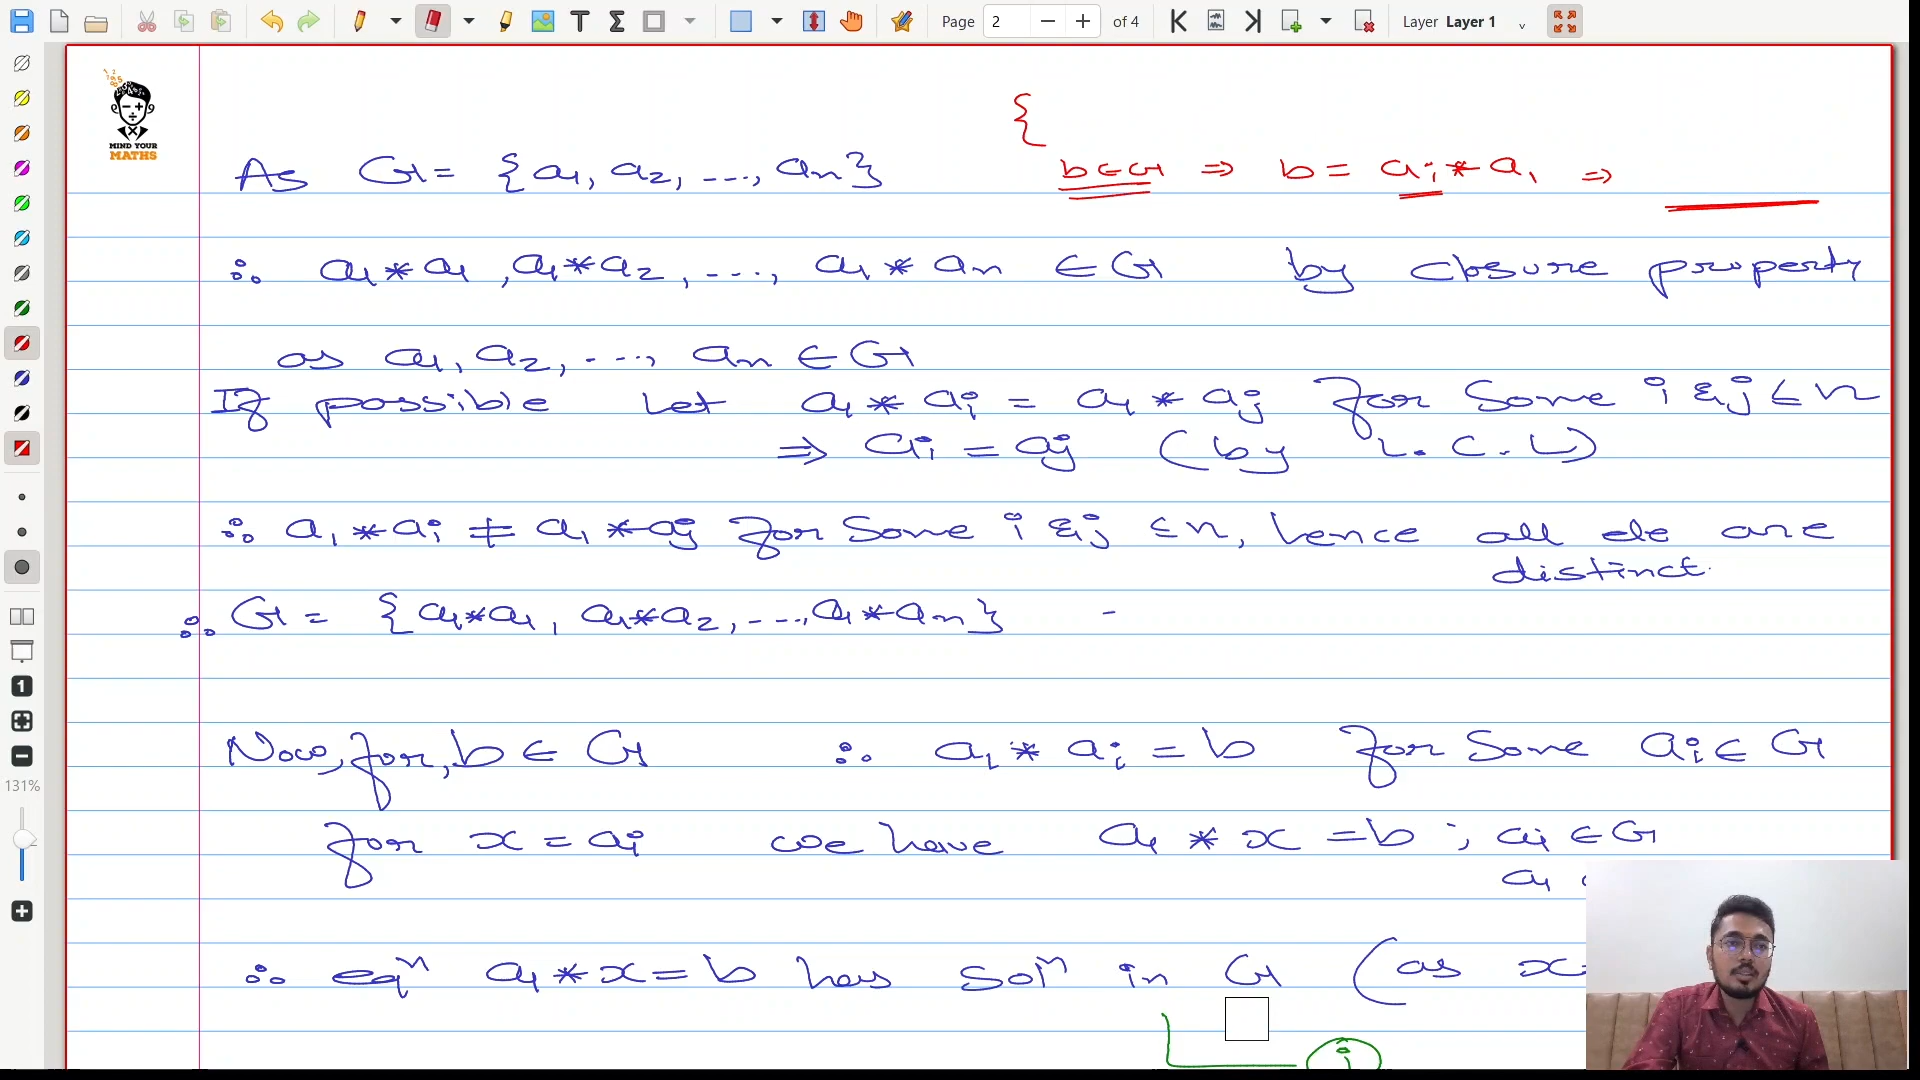 Page 2 of 4 Layer Layer 1
MIND YOUR
MATHS
{
As G = {a₁, a₂, ..., aₙ} b ∈ G ⇒ b = aᵢ * a₁ ⇒
∴ a₁ * a₁, a₁ * a₂, ..., a₁ * aₙ ∈ G by closure property
as a₁, a₂, ..., aₙ ∈ G
If possible Let a₁ * aᵢ = a₁ * aⱼ for some i & j ≤ n
⇒ aᵢ = aⱼ (by L.C.L)
∴ a₁ * aᵢ ≠ a₁ * aⱼ for some i & j ≤ n, hence all ele are
distinct.
∴ G = {a₁*a₁, a₁*a₂, ..., a₁*aₙ} -
Now, for, b ∈ G ∴ a₁ * aᵢ = b for some aᵢ ∈ G
for x = aᵢ we have a₁ * x = b ; aᵢ ∈ G
a₁
∴ eqⁿ a₁ * x = b has solⁿ in G (as x=
i
1
131%